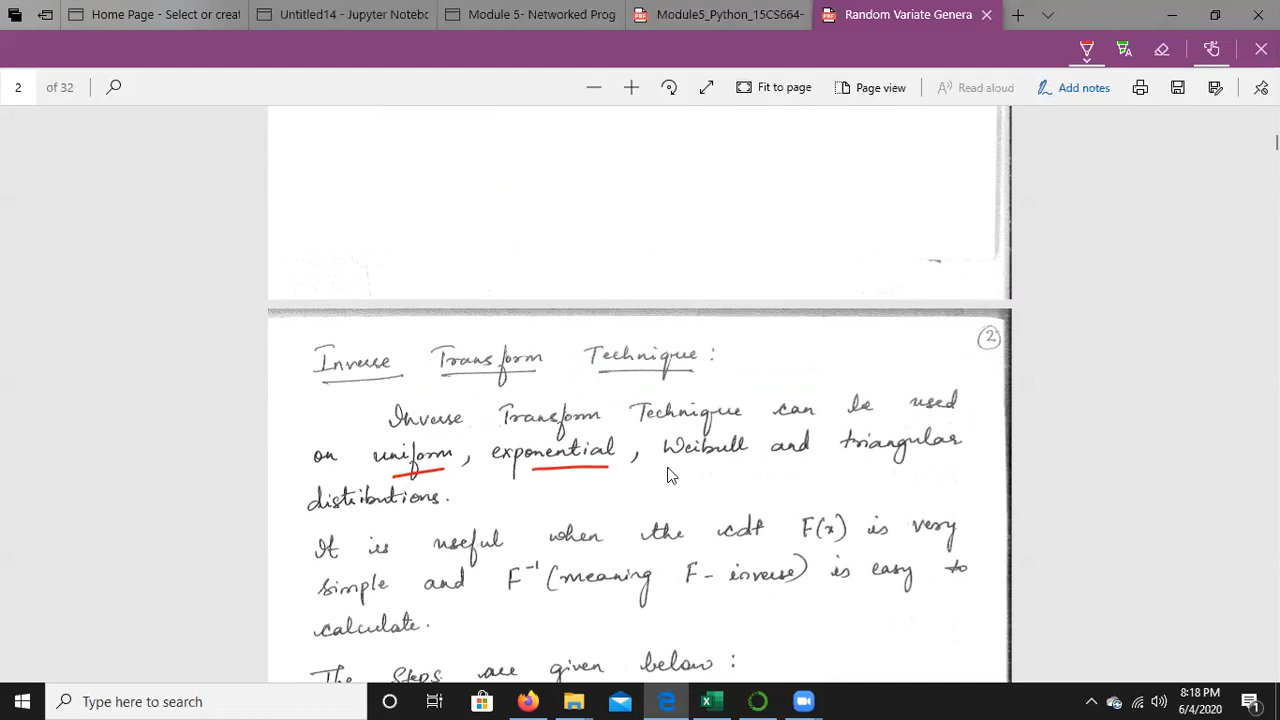 Home Page - Select or creat
Untitled14 - Jupyter Notebo
Module 5- Networked Prog
Module5_Python_15CS664-
Random Variate Genera
2 of 32
Fit to page
Page view
Read aloud
Add notes
2
Inverse Transform Technique:
Inverse Transform Technique can be used
on uniform, exponential, Weibull and triangular
distributions.
It is useful when the cdf F(x) is very
simple and F⁻¹ (meaning F-inverse) is easy to
calculate.
The steps are given below:
Type here to search
8:18 PM
6/4/2020
1